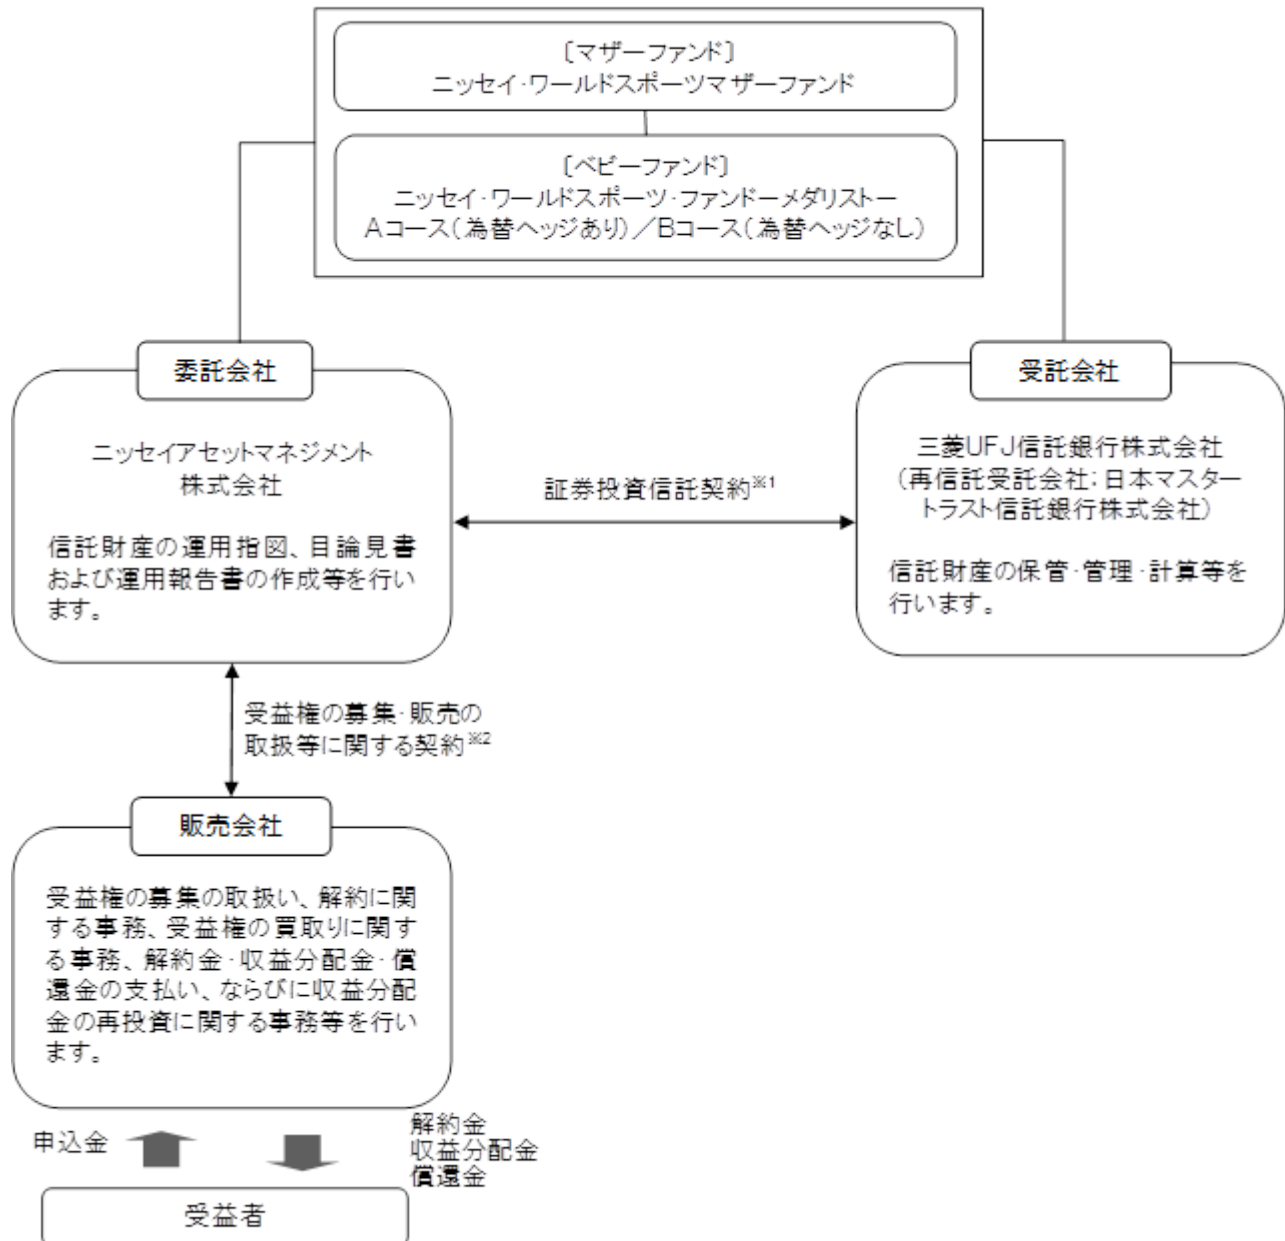 〔マザーファンド〕
ニッセイ・ワールドスポーツマザーファンド
〔ベビーファンド〕
ニッセイ・ワールドスポーツ・ファンドーメダリストー
Aコース(為替ヘッジあり)／Bコース(為替ヘッジなし)
委託会社
ニッセイアセットマネジメント
株式会社
信託財産の運用指図、目論見書
および運用報告書の作成等を行い
ます。
証券投資信託契約※1
受託会社
三菱UFJ信託銀行株式会社
(再信託受託会社:日本マスター
トラスト信託銀行株式会社)
信託財産の保管・管理・計算等を
行います。
受益権の募集・販売の
取扱等に関する契約※2
販売会社
受益権の募集の取扱い、解約に関
する事務、受益権の買取りに関す
る事務、解約金・収益分配金・償
還金の支払い、ならびに収益分配
金の再投資に関する事務等を行い
ます。
申込金
解約金
収益分配金
償還金
受益者